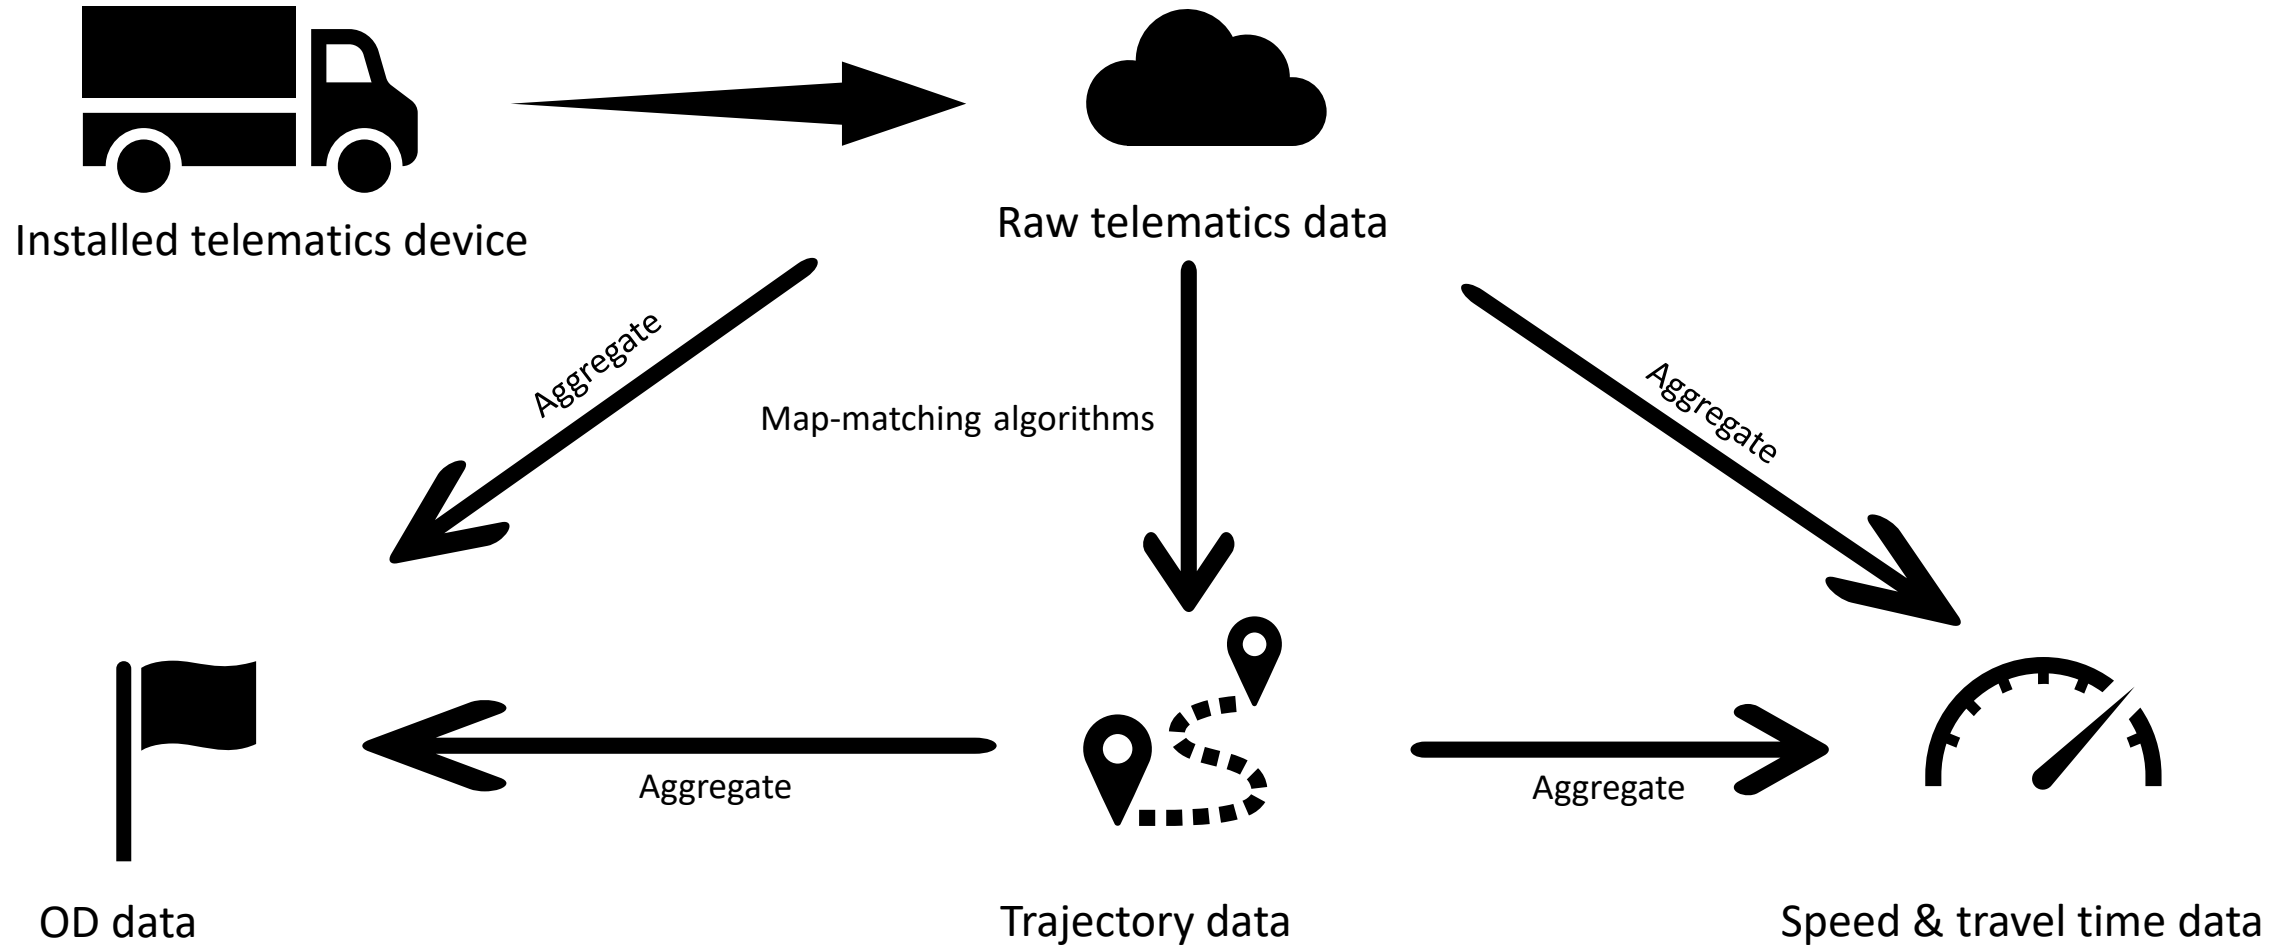 Installed telematics device
Raw telematics data
Aggregate
Map-matching algorithms
Aggregate
Aggregate
Aggregate
OD data
Trajectory data
Speed & travel time data